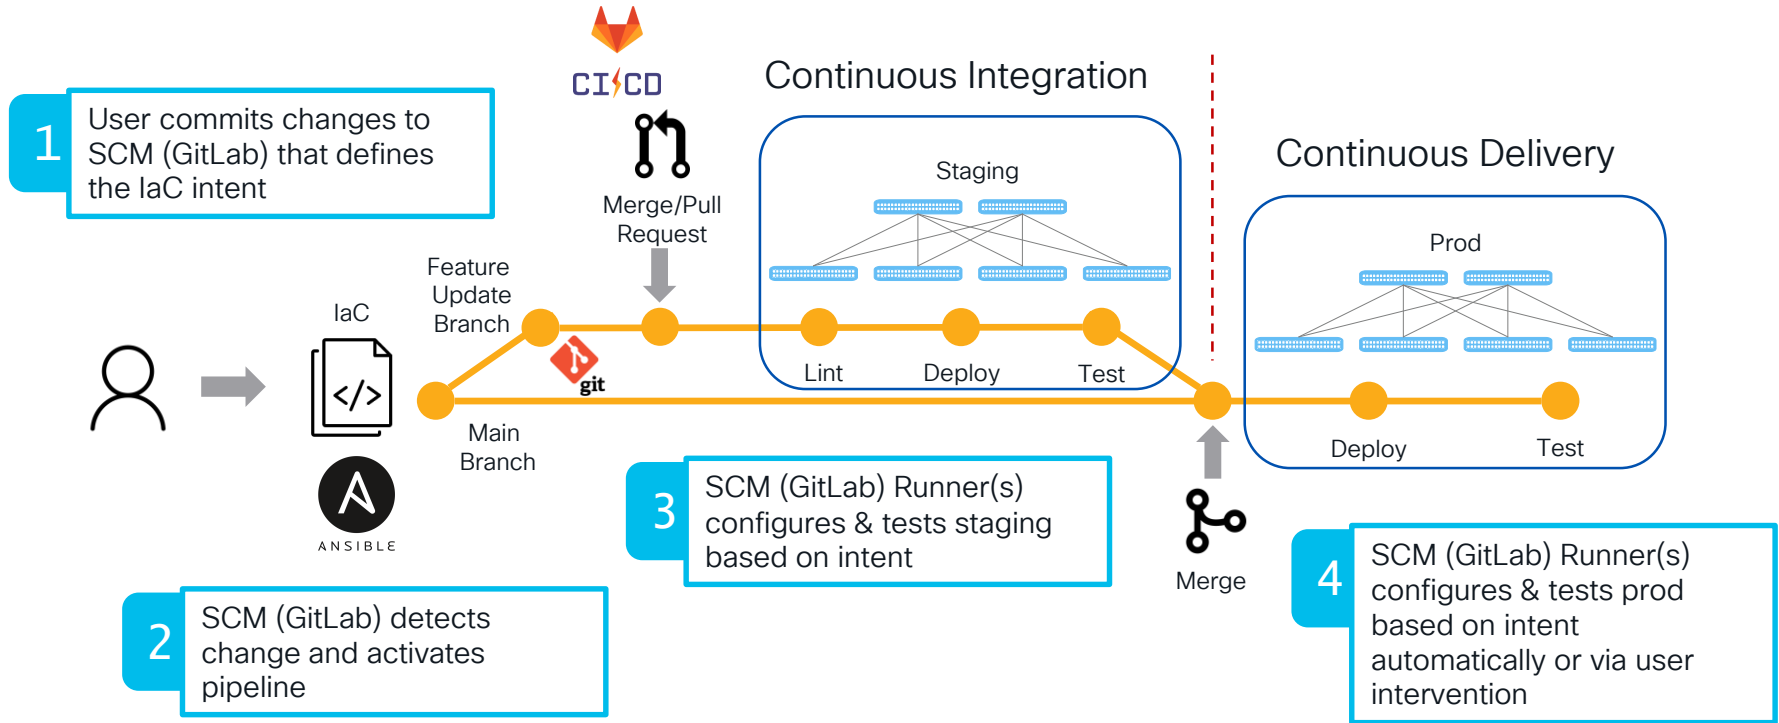 CI/CD
Continuous Integration
1
User commits changes to
SCM (GitLab) that defines
the IaC intent
Continuous Delivery
Staging
Merge/Pull
Request
Prod
Feature
Update
Branch
IaC
</>
git
Lint
Deploy
Test
Main
Branch
Deploy
Test
ANSIBLE
3
SCM (GitLab) Runner(s)
configures & tests staging
based on intent
Merge
4
SCM (GitLab) Runner(s)
configures & tests prod
based on intent
automatically or via user
intervention
2
SCM (GitLab) detects
change and activates
pipeline